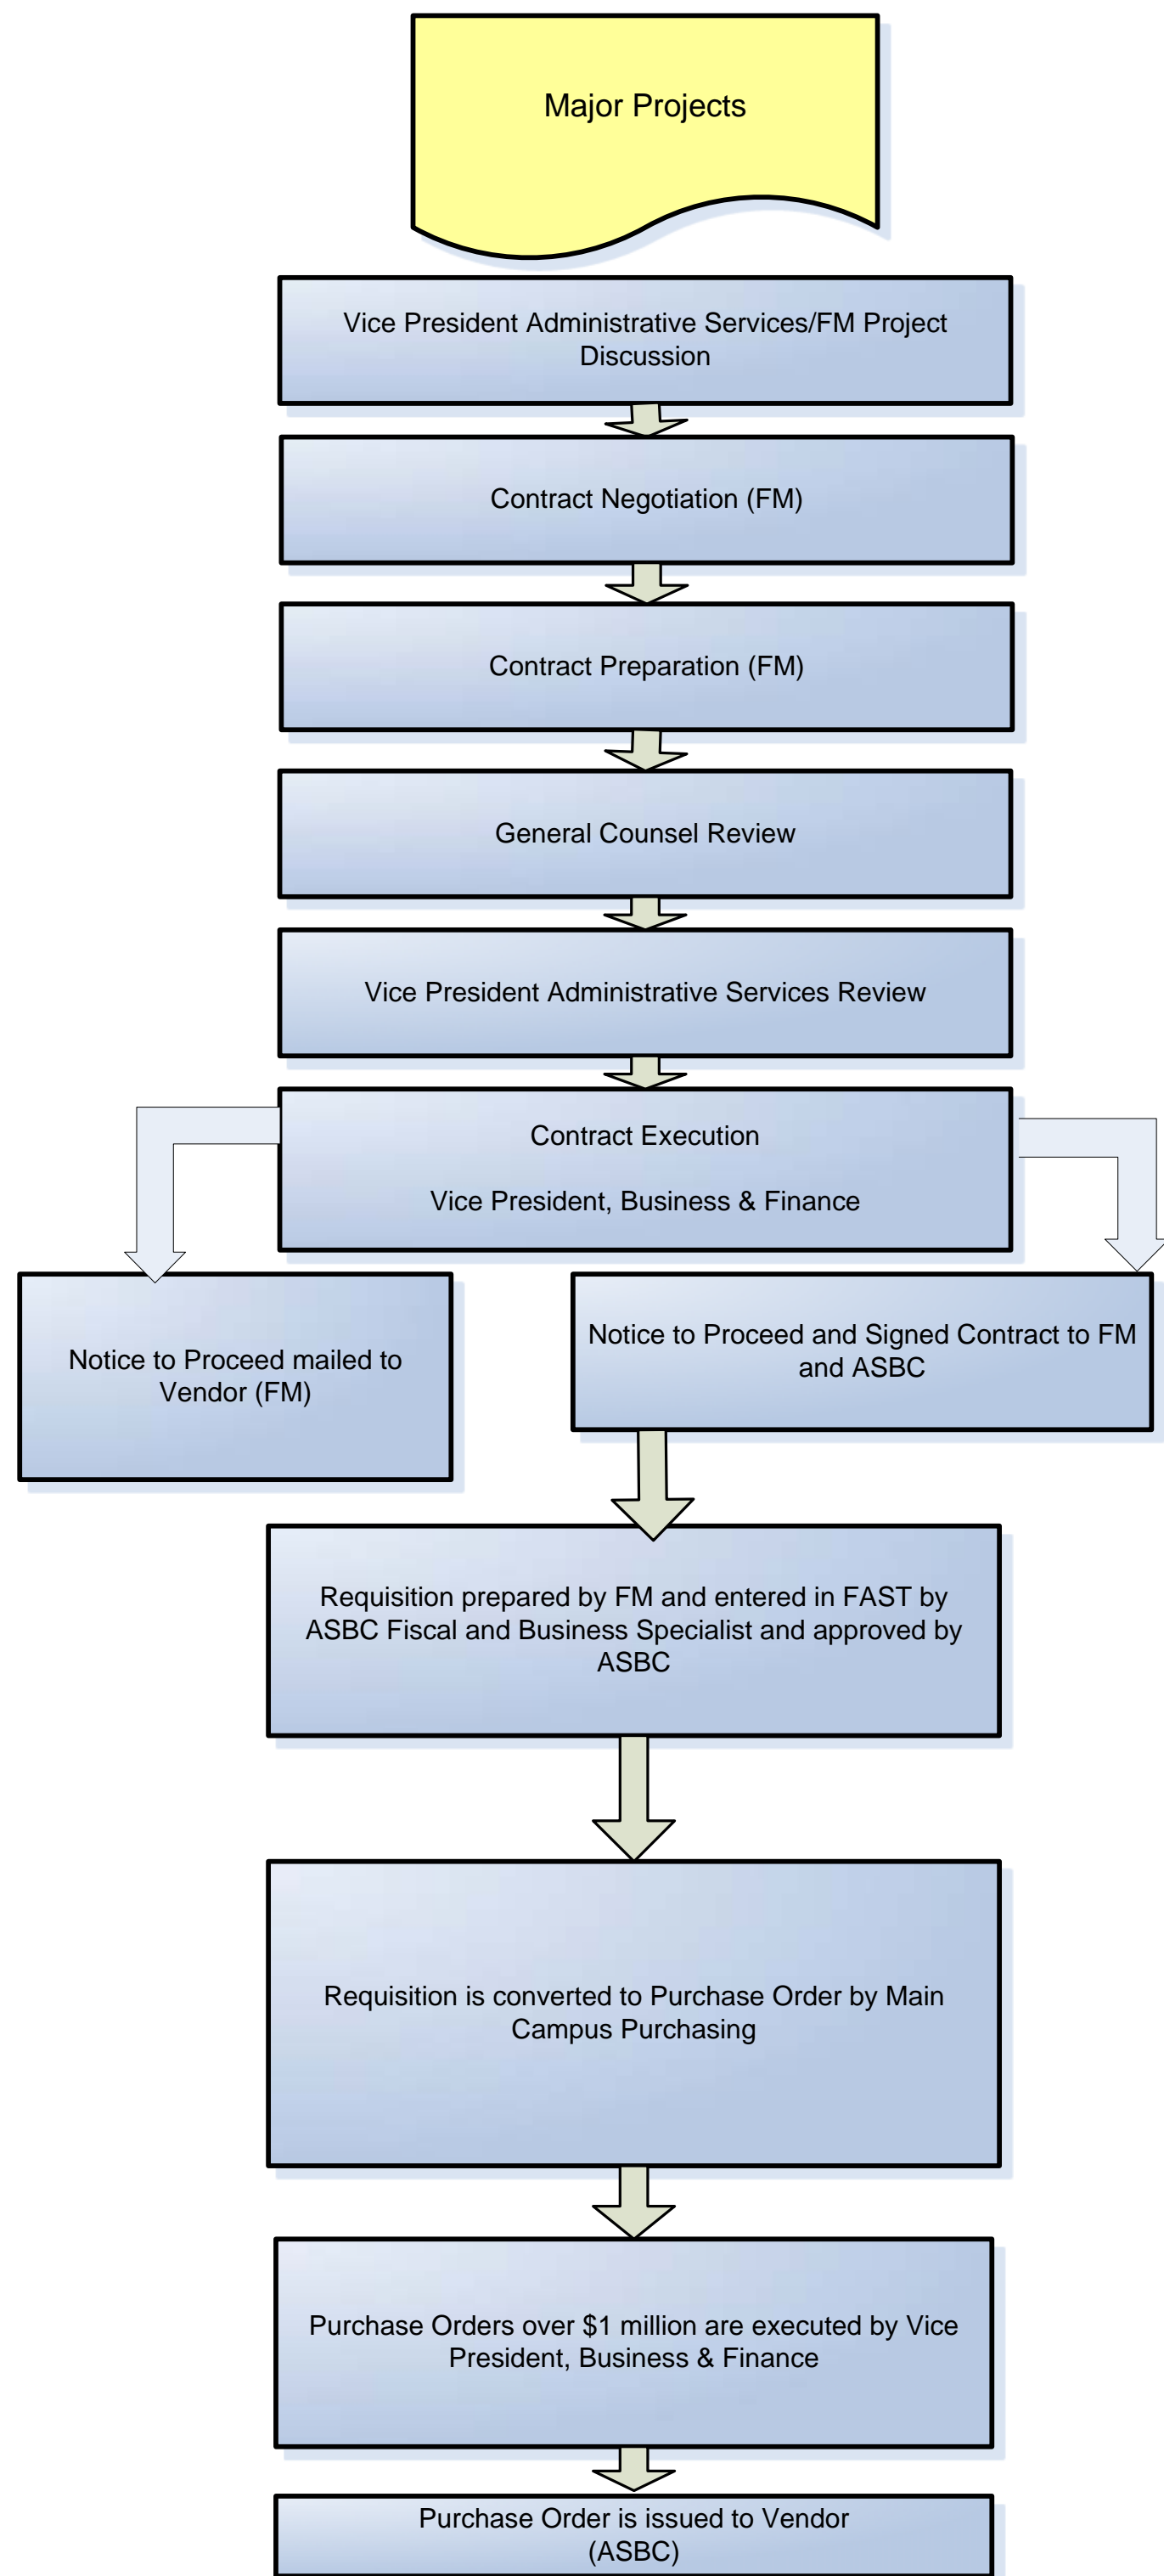 Major Projects
Vice President Administrative Services/FM Project
Discussion
Contract Negotiation (FM)
Contract Preparation (FM)
General Counsel Review
Vice President Administrative Services Review
Contract Execution
Vice President, Business & Finance
Notice to Proceed mailed to
Vendor (FM)
Notice to Proceed and Signed Contract to FM
and ASBC
Requisition prepared by FM and entered in FAST by
ASBC Fiscal and Business Specialist and approved by
ASBC
Requisition is converted to Purchase Order by Main
Campus Purchasing
Purchase Orders over $1 million are executed by Vice
President, Business & Finance
Purchase Order is issued to Vendor
(ASBC)